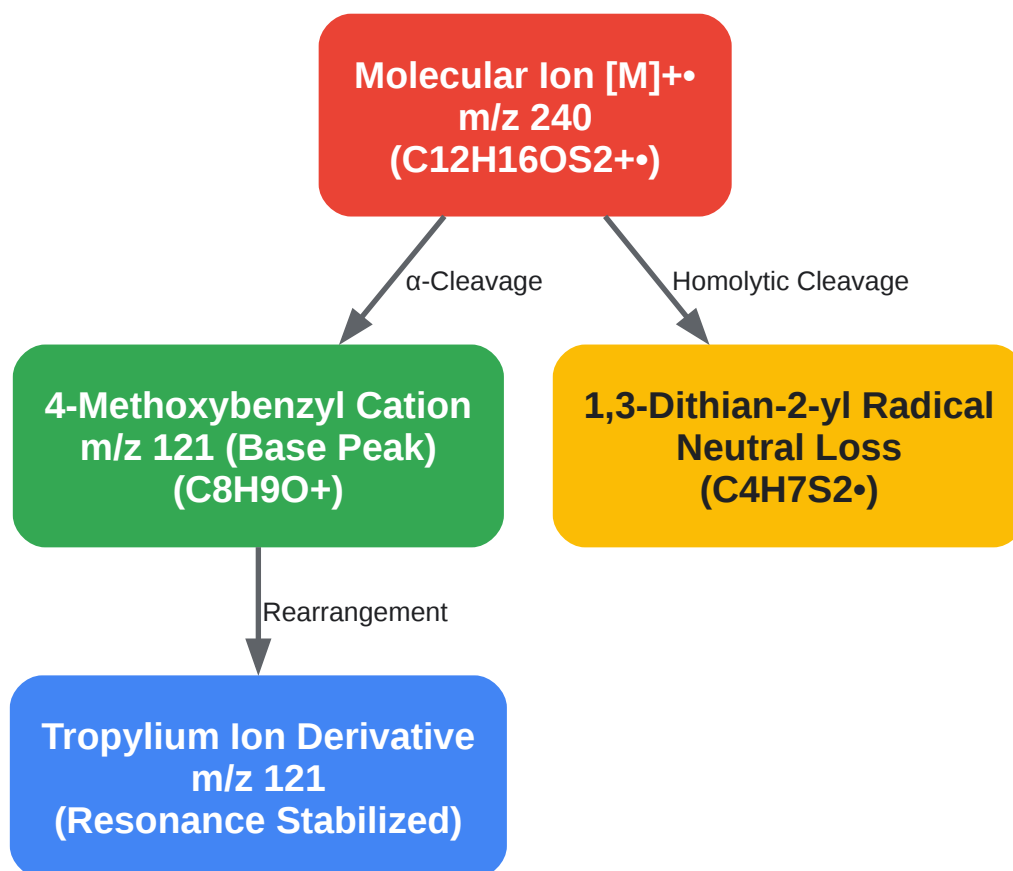 Molecular Ion [M]+•
m/z 240
(C12H16OS2+•)
α-Cleavage
Homolytic Cleavage
4-Methoxybenzyl Cation
m/z 121 (Base Peak)
(C8H9O+)
1,3-Dithian-2-yl Radical
Neutral Loss
(C4H7S2•)
Rearrangement
Tropylium Ion Derivative
m/z 121
(Resonance Stabilized)